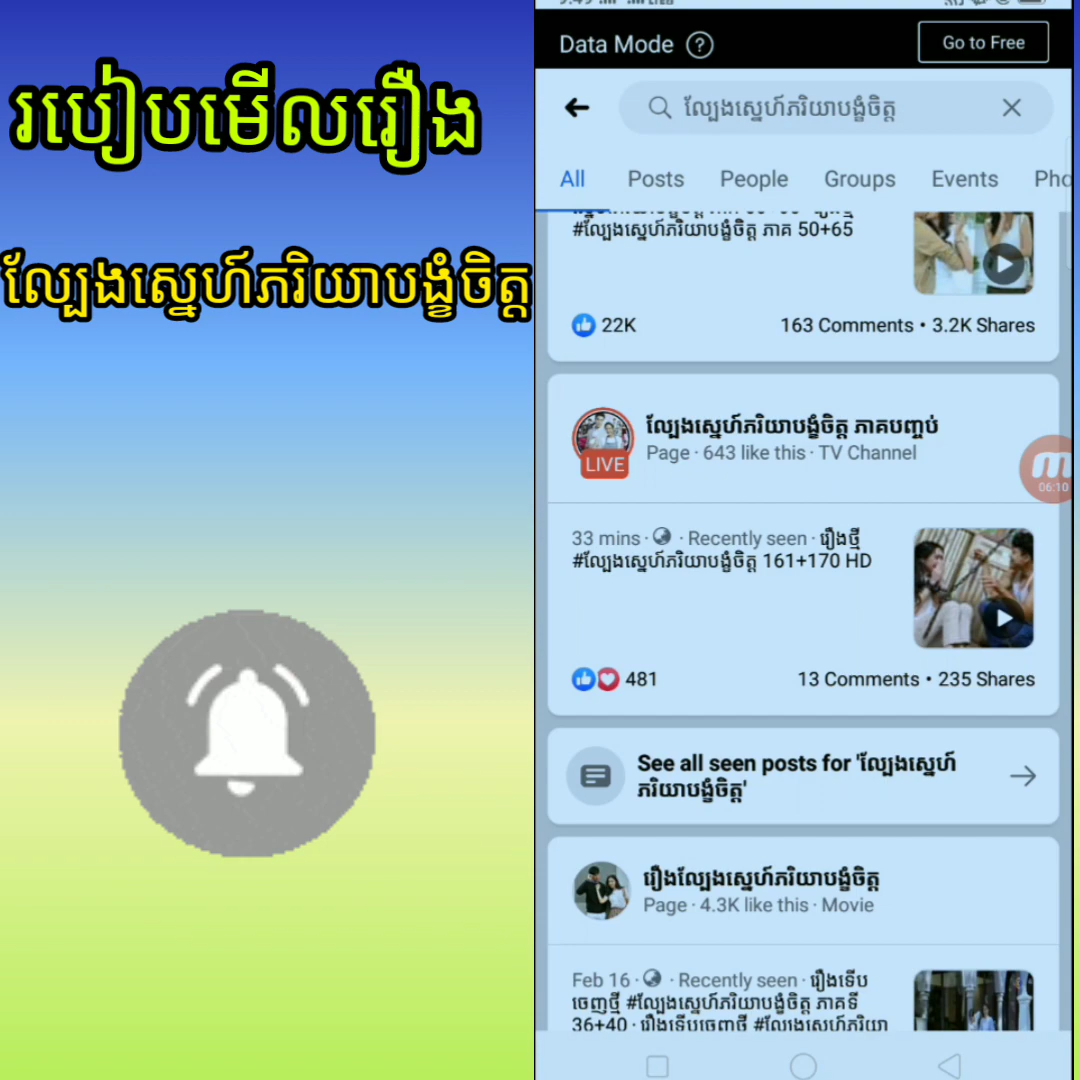 របៀបមើលរឿង
ល្បែងស្នេហ៍ភរិយាបង្ខំចិត្ត
Data Mode ?
Go to Free
ល្បែងស្នេហ៍ភរិយាបង្ខំចិត្ត
All Posts People Groups Events Pho
#ល្បែងស្នេហ៍ភរិយាបង្ខំចិត្ត ភាគ 50+65
22K
163 Comments • 3.2K Shares
ល្បែងស្នេហ៍ភរិយាបង្ខំចិត្ត ភាគបញ្ចប់
LIVE
Page · 643 like this · TV Channel
06:10
33 mins · · Recently seen · រឿងថ្មី
#ល្បែងស្នេហ៍ភរិយាបង្ខំចិត្ត 161+170 HD
481
13 Comments • 235 Shares
See all seen posts for 'ល្បែងស្នេហ៍
ភរិយាបង្ខំចិត្ត'
រឿងល្បែងស្នេហ៍ភរិយាបង្ខំចិត្ត
Page · 4.3K like this · Movie
Feb 16 · · Recently seen · រឿងទើប
ចេញថ្មី #ល្បែងស្នេហ៍ភរិយាបង្ខំចិត្ត ភាគទី
36+40 · រឿងទើបចេញថ្មី #ល្បែងស្នេហ៍ភរិយា